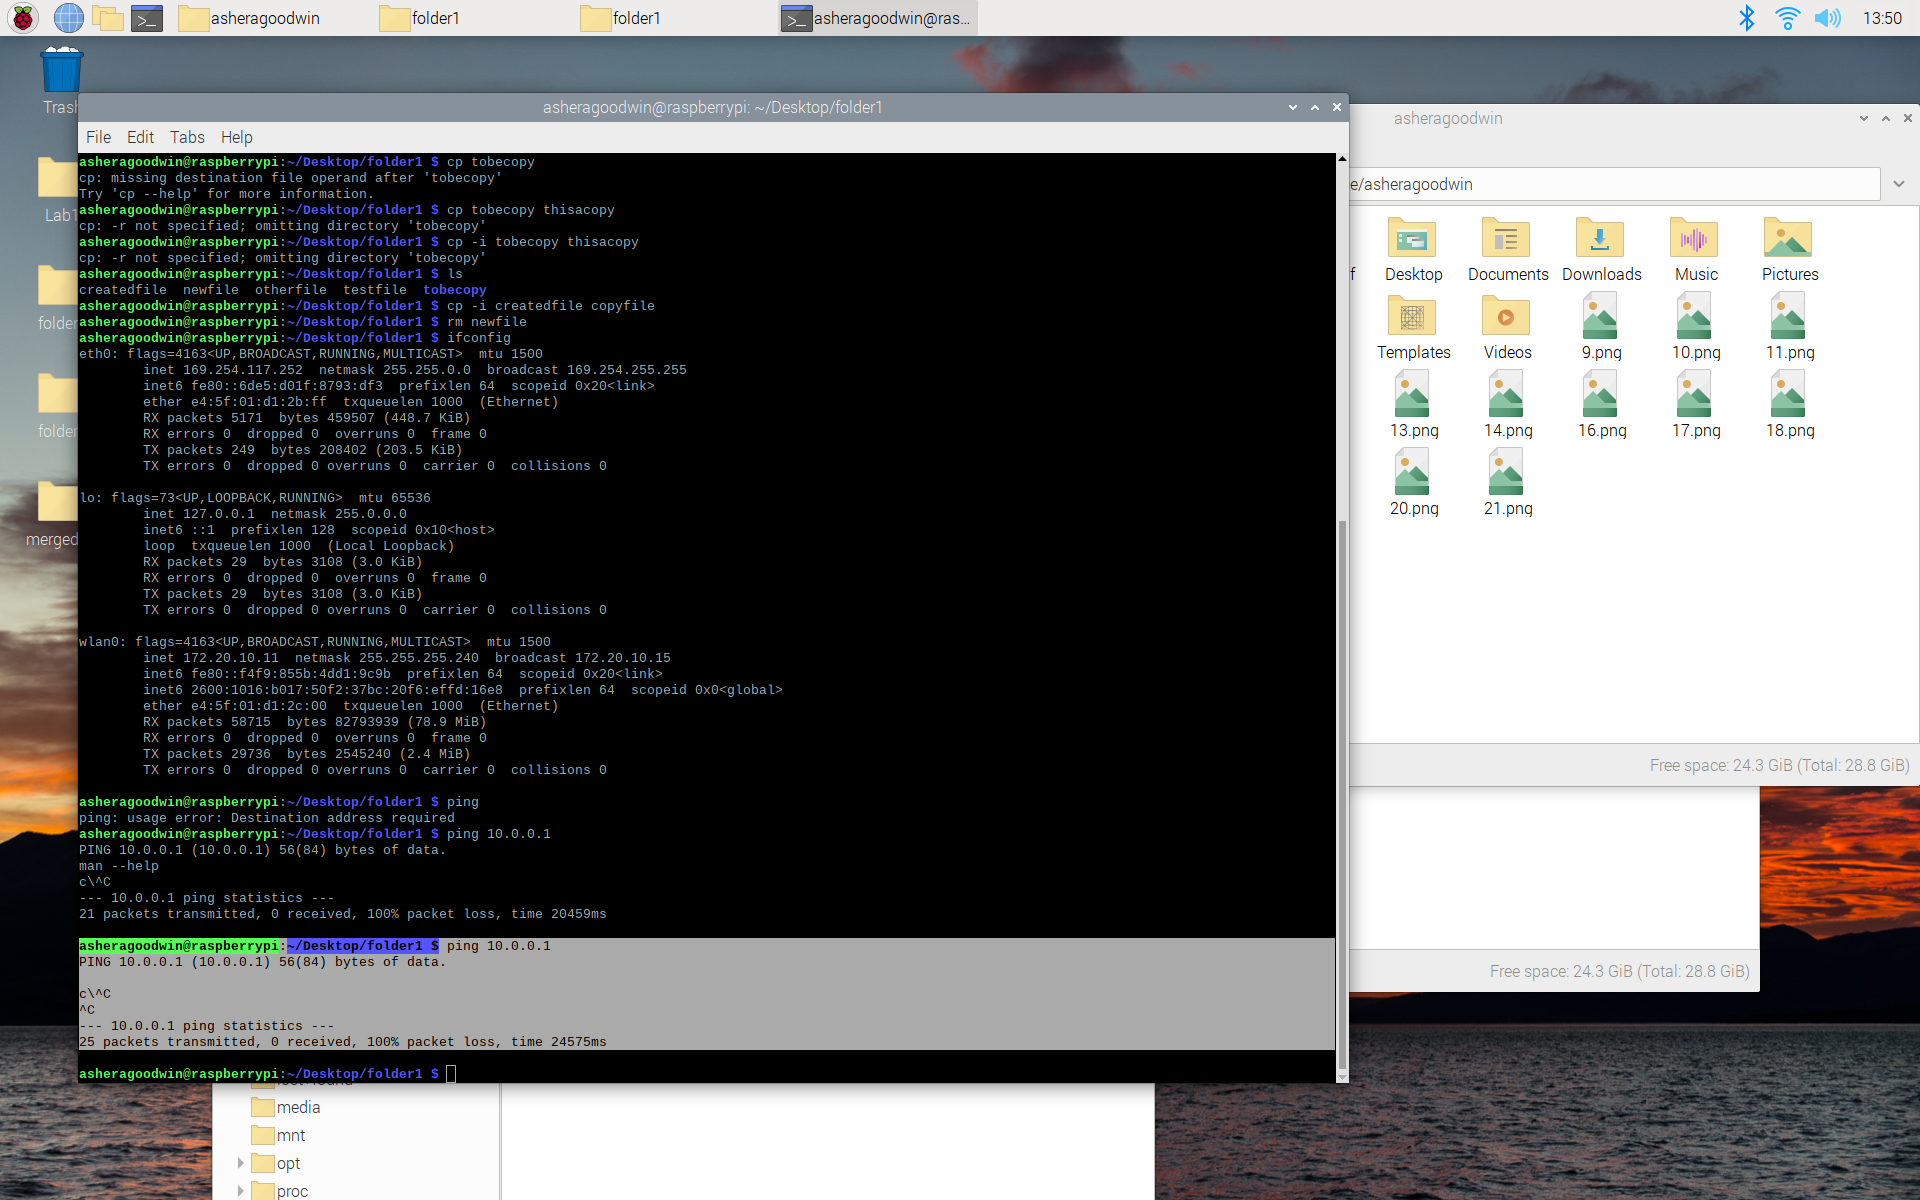 asheragoodwin
folder1
folder1
asheragoodwin@ras...
13:50
Trash
Lab1
folder
folder
merged
asheragoodwin@raspberrypi: ~/Desktop/folder1
File Edit Tabs Help
asheragoodwin@raspberrypi:~/Desktop/folder1 $ cp tobecopy
cp: missing destination file operand after 'tobecopy'
Try 'cp --help' for more information.
asheragoodwin@raspberrypi:~/Desktop/folder1 $ cp tobecopy thisacopy
cp: -r not specified; omitting directory 'tobecopy'
asheragoodwin@raspberrypi:~/Desktop/folder1 $ cp -i tobecopy thisacopy
cp: -r not specified; omitting directory 'tobecopy'
asheragoodwin@raspberrypi:~/Desktop/folder1 $ ls
createdfile  newfile  otherfile  testfile  tobecopy
asheragoodwin@raspberrypi:~/Desktop/folder1 $ cp -i createdfile copyfile
asheragoodwin@raspberrypi:~/Desktop/folder1 $ rm newfile
asheragoodwin@raspberrypi:~/Desktop/folder1 $ ifconfig
eth0: flags=4163<UP,BROADCAST,RUNNING,MULTICAST>  mtu 1500
        inet 169.254.117.252  netmask 255.255.0.0  broadcast 169.254.255.255
        inet6 fe80::6de5:d01f:8793:df3  prefixlen 64  scopeid 0x20<link>
        ether e4:5f:01:d1:2b:ff  txqueuelen 1000  (Ethernet)
        RX packets 5171  bytes 459507 (448.7 KiB)
        RX errors 0  dropped 0  overruns 0  frame 0
        TX packets 249  bytes 208402 (203.5 KiB)
        TX errors 0  dropped 0 overruns 0  carrier 0  collisions 0
lo: flags=73<UP,LOOPBACK,RUNNING>  mtu 65536
        inet 127.0.0.1  netmask 255.0.0.0
        inet6 ::1  prefixlen 128  scopeid 0x10<host>
        loop  txqueuelen 1000  (Local Loopback)
        RX packets 29  bytes 3108 (3.0 KiB)
        RX errors 0  dropped 0  overruns 0  frame 0
        TX packets 29  bytes 3108 (3.0 KiB)
        TX errors 0  dropped 0 overruns 0  carrier 0  collisions 0
wlan0: flags=4163<UP,BROADCAST,RUNNING,MULTICAST>  mtu 1500
        inet 172.20.10.11  netmask 255.255.255.240  broadcast 172.20.10.15
        inet6 fe80::f4f9:855b:4dd1:9c9b  prefixlen 64  scopeid 0x20<link>
        inet6 2600:1016:b017:50f2:37bc:20f6:effd:16e8  prefixlen 64  scopeid 0x0<global>
        ether e4:5f:01:d1:2c:00  txqueuelen 1000  (Ethernet)
        RX packets 58715  bytes 82793939 (78.9 MiB)
        RX errors 0  dropped 0  overruns 0  frame 0
        TX packets 29736  bytes 2545240 (2.4 MiB)
        TX errors 0  dropped 0 overruns 0  carrier 0  collisions 0
asheragoodwin@raspberrypi:~/Desktop/folder1 $ ping
ping: usage error: Destination address required
asheragoodwin@raspberrypi:~/Desktop/folder1 $ ping 10.0.0.1
PING 10.0.0.1 (10.0.0.1) 56(84) bytes of data.
man --help
c\^C
--- 10.0.0.1 ping statistics ---
21 packets transmitted, 0 received, 100% packet loss, time 20459ms
asheragoodwin@raspberrypi:~/Desktop/folder1 $ ping 10.0.0.1
PING 10.0.0.1 (10.0.0.1) 56(84) bytes of data.
c\^C
^C
--- 10.0.0.1 ping statistics ---
25 packets transmitted, 0 received, 100% packet loss, time 24575ms
asheragoodwin@raspberrypi:~/Desktop/folder1 $
asheragoodwin
e/asheragoodwin
f Desktop Documents Downloads Music Pictures
Templates Videos 9.png 10.png 11.png
13.png 14.png 16.png 17.png 18.png
20.png 21.png
Free space: 24.3 GiB (Total: 28.8 GiB)
Free space: 24.3 GiB (Total: 28.8 GiB)
media
mnt
opt
proc